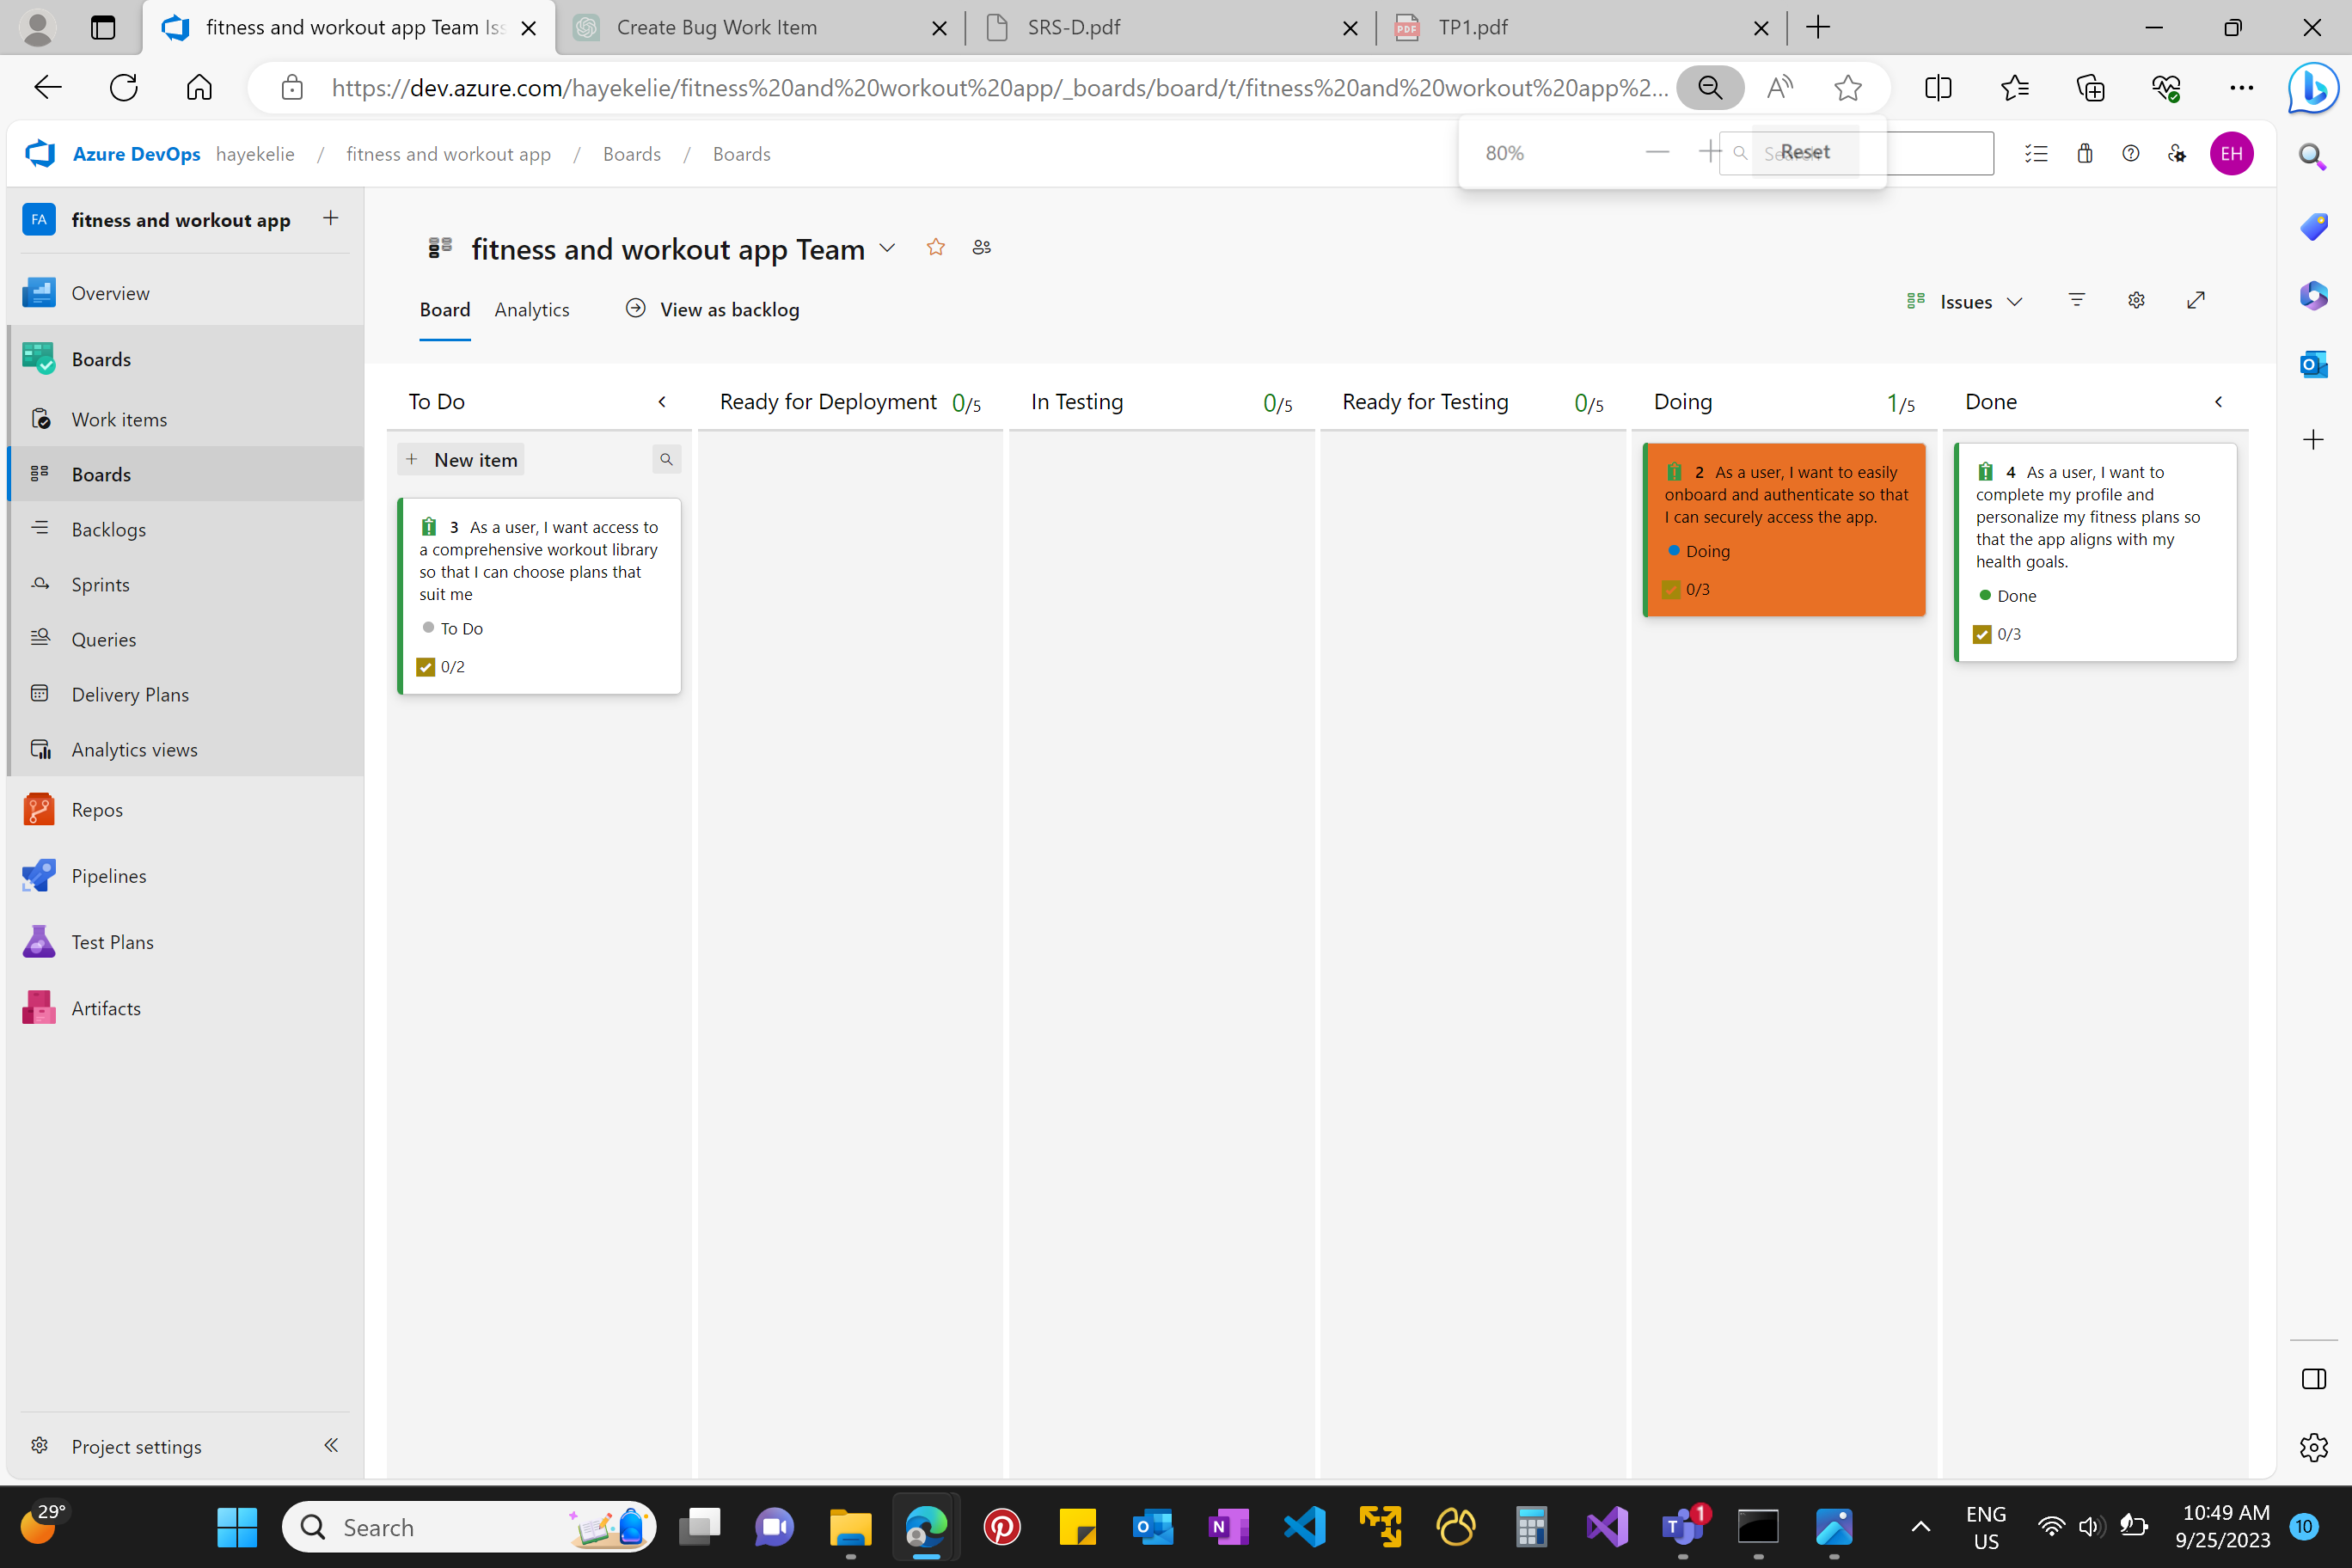 fitness and workout app Team Iss
Create Bug Work Item
SRS-D.pdf
PDF
TP1.pdf
https://dev.azure.com/hayekelie/fitness%20and%20workout%20app/_boards/board/t/fitness%20and%20workout%20app%2...
Azure DevOps hayekelie / fitness and workout app / Boards / Boards
80%
Search
Reset
EH
FA fitness and workout app
Overview
Boards
Work items
Boards
Backlogs
Sprints
Queries
Delivery Plans
Analytics views
Repos
Pipelines
Test Plans
Artifacts
Project settings
fitness and workout app Team
Board Analytics View as backlog
Issues
To Do
Ready for Deployment 0/5
In Testing 0/5
Ready for Testing 0/5
Doing 1/5
Done
New item
3 As a user, I want access to
a comprehensive workout library
so that I can choose plans that
suit me
To Do
0/2
2 As a user, I want to easily
onboard and authenticate so that
I can securely access the app.
Doing
0/3
4 As a user, I want to
complete my profile and
personalize my fitness plans so
that the app aligns with my
health goals.
Done
0/3
29°
Search
1
ENG
US
10:49 AM
9/25/2023
10